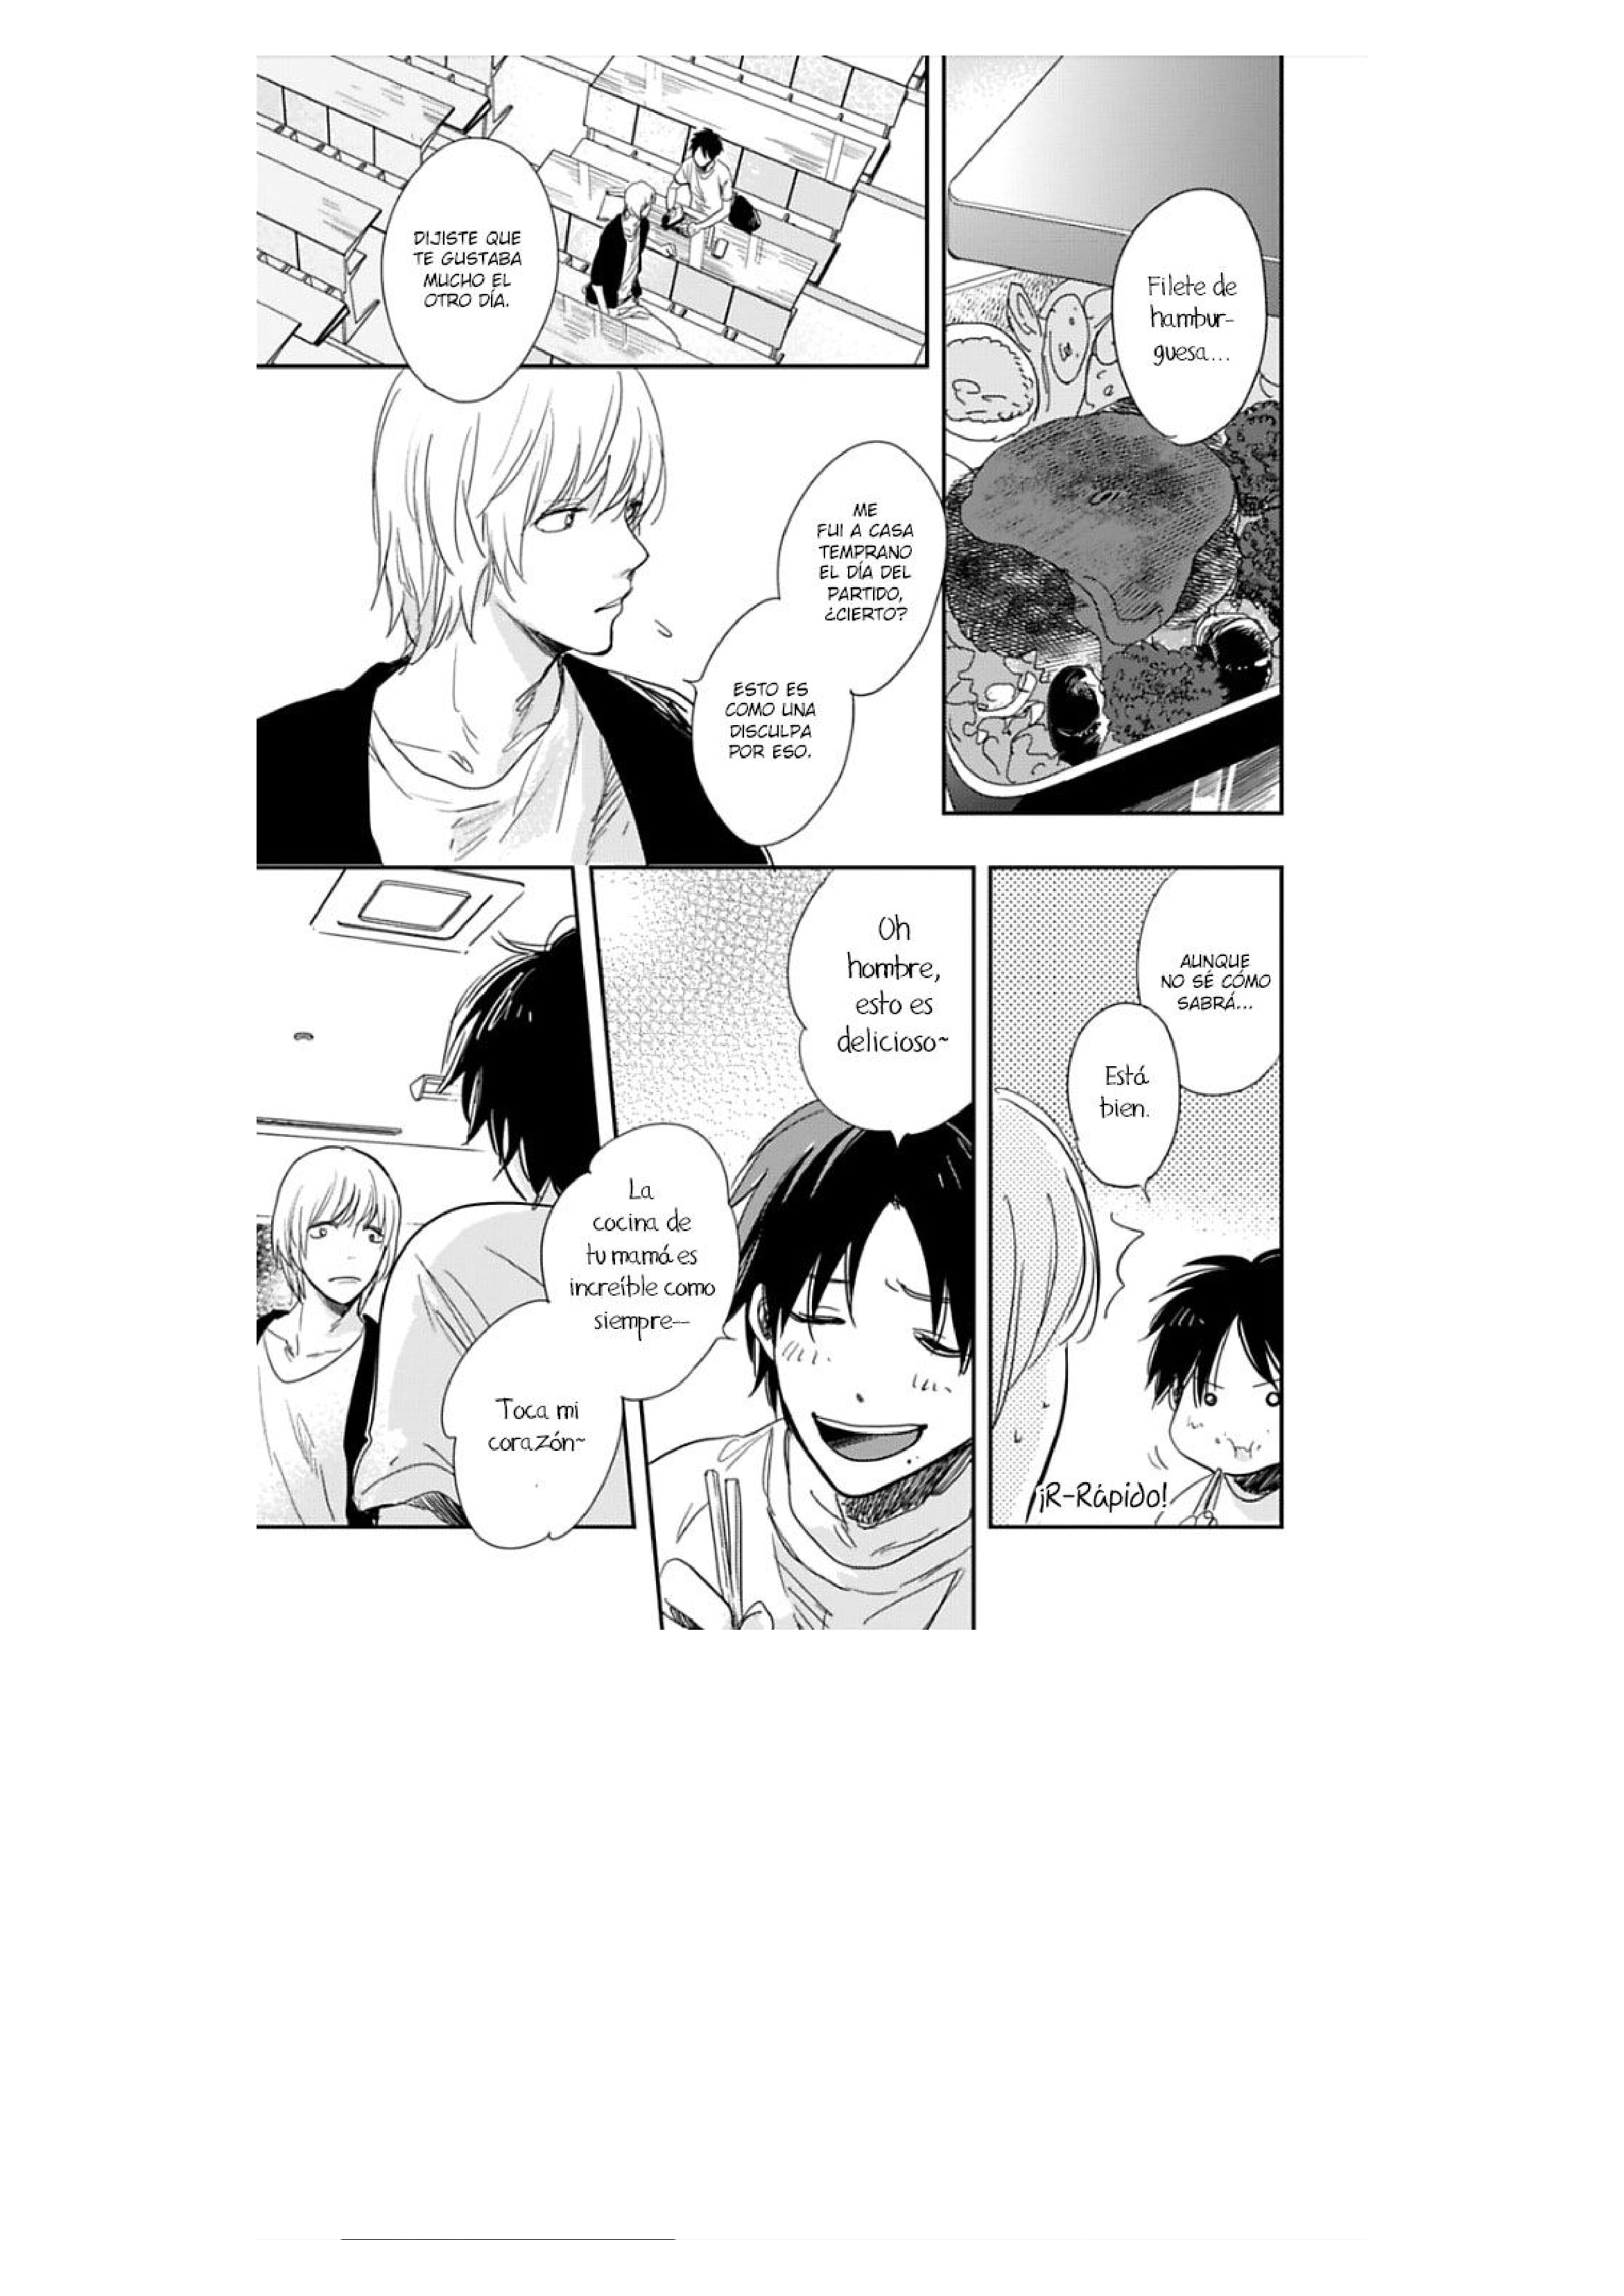 Filete de
hambur-
guesa...
DIJISTE QUE
TE GUSTABA
MUCHO EL
OTRO DÍA.
ME
FUI A CASA
TEMPRANO
EL DÍA DEL
PARTIDO,
¿CIERTO?
ESTO ES
COMO UNA
DISCULPA
POR ESO.
AUNQUE
NO SÉ CÓMO
SABRÁ...
Está
bien.
¡R-Rápido!
Oh
hombre,
esto es
delicioso~
La
cocina de
tu mamá es
increíble como
siempre—
Toca mi
corazón~